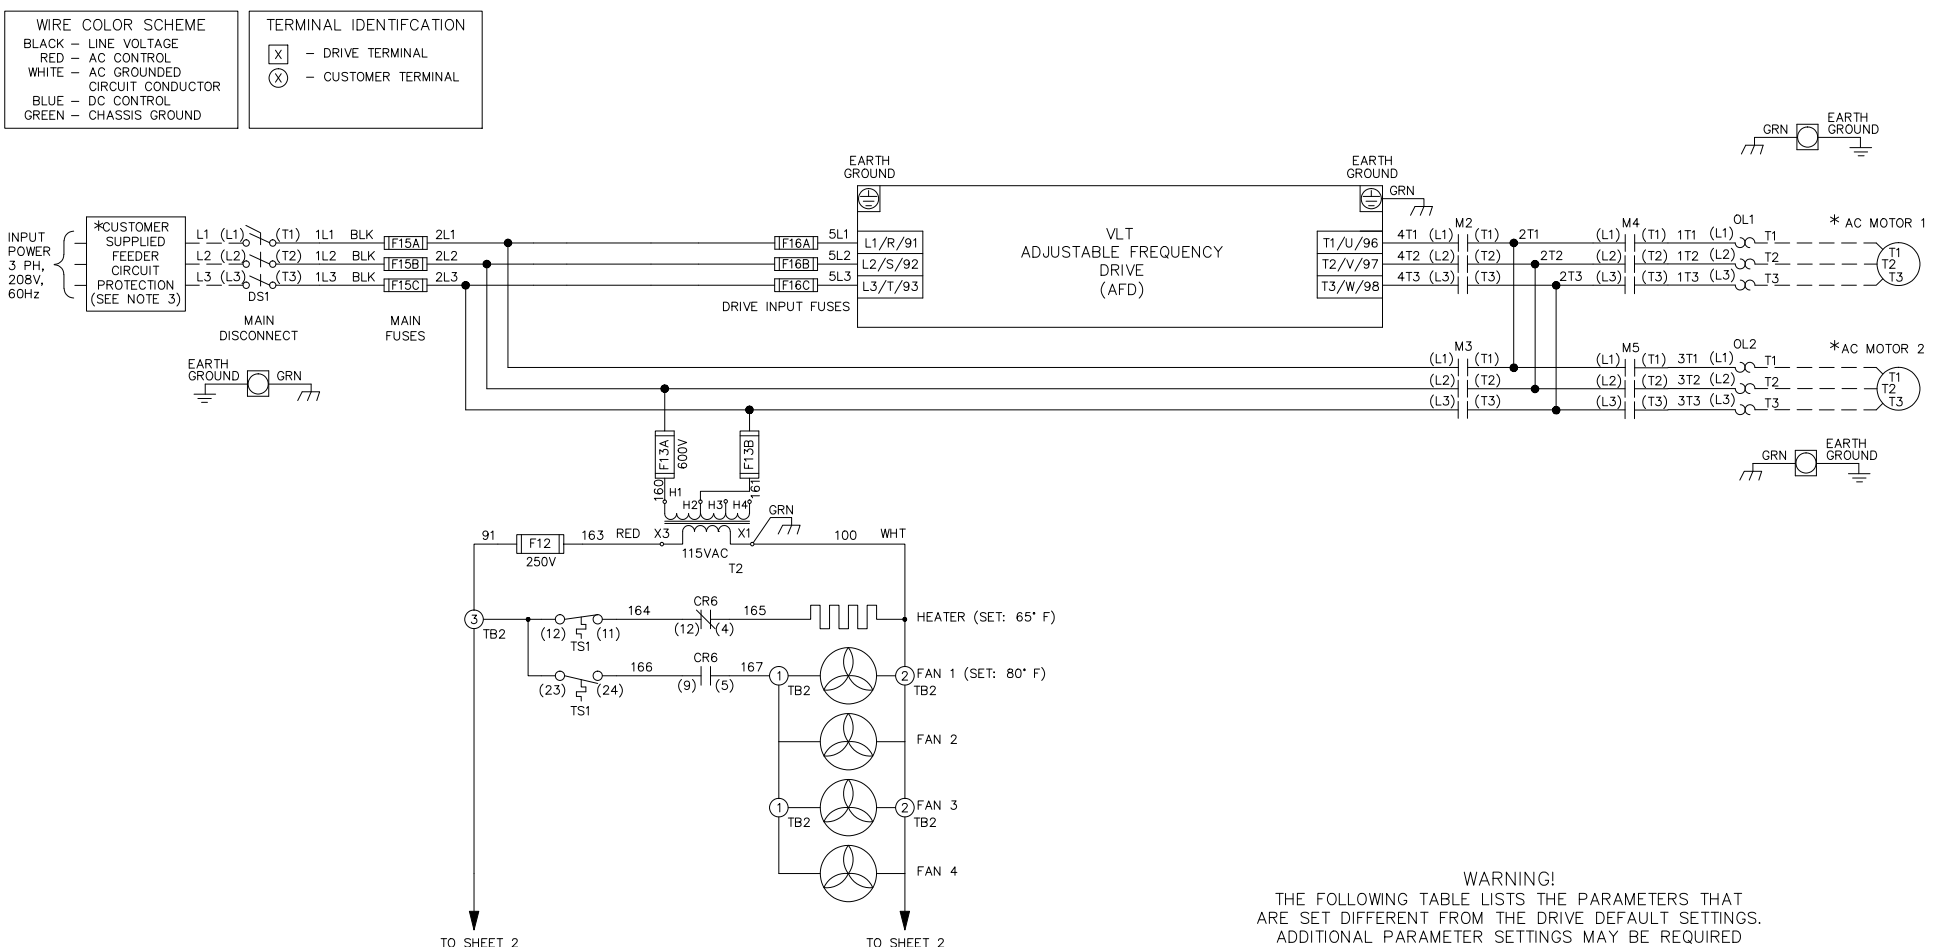 WIRE COLOR SCHEME
BLACK – LINE VOLTAGE
RED – AC CONTROL
WHITE – AC GROUNDED
CIRCUIT CONDUCTOR
BLUE – DC CONTROL
GREEN – CHASSIS GROUND
TERMINAL IDENTIFCATION
X – DRIVE TERMINAL
X – CUSTOMER TERMINAL
GRN
EARTH
GROUND
INPUT
POWER
3 PH,
208V,
60Hz
*CUSTOMER
SUPPLIED
FEEDER
CIRCUIT
PROTECTION
(SEE NOTE 3)
L1 (L1) (T1) 1L1 BLK F15A 2L1
L2 (L2) (T2) 1L2 BLK F15B 2L2
L3 (L3) (T3) 1L3 BLK F15C 2L3
DS1
MAIN
DISCONNECT
MAIN
FUSES
EARTH
GROUND
GRN
F16A 5L1 L1/R/91
F16B 5L2 L2/S/92
F16C 5L3 L3/T/93
DRIVE INPUT FUSES
EARTH
GROUND
VLT
ADJUSTABLE FREQUENCY
DRIVE
(AFD)
EARTH
GROUND
GRN
M2 M4 OL1
T1/U/96 4T1 (L1) (T1) 2T1 (L1) (T1) 1T1 (L1) T1
T2/V/97 4T2 (L2) (T2) 2T2 (L2) (T2) 1T2 (L2) T2
T3/W/98 4T3 (L3) (T3) 2T3 (L3) (T3) 1T3 (L3) T3
* AC MOTOR 1
T1
T2
T3
M3 M5 OL2
(L1) (T1) (L1) (T1) 3T1 (L1) T1
(L2) (T2) (L2) (T2) 3T2 (L2) T2
(L3) (T3) (L3) (T3) 3T3 (L3) T3
*AC MOTOR 2
T1
T2
T3
GRN
EARTH
GROUND
F13A
600V
F13B
160
161
H1 H2 H3 H4
GRN
91 F12 163 RED X3 X1 100 WHT
250V
115VAC
T2
3
TB2
(12) (11) 164 CR6 165
TS1
(12) (4)
HEATER (SET: 65° F)
(23) (24) 166 CR6 167
TS1
(9) (5)
1
TB2
2
TB2
FAN 1 (SET: 80° F)
FAN 2
1
TB2
2
TB2
FAN 3
FAN 4
TO SHEET 2
TO SHEET 2
WARNING!
THE FOLLOWING TABLE LISTS THE PARAMETERS THAT
ARE SET DIFFERENT FROM THE DRIVE DEFAULT SETTINGS.
ADDITIONAL PARAMETER SETTINGS MAY BE REQUIRED